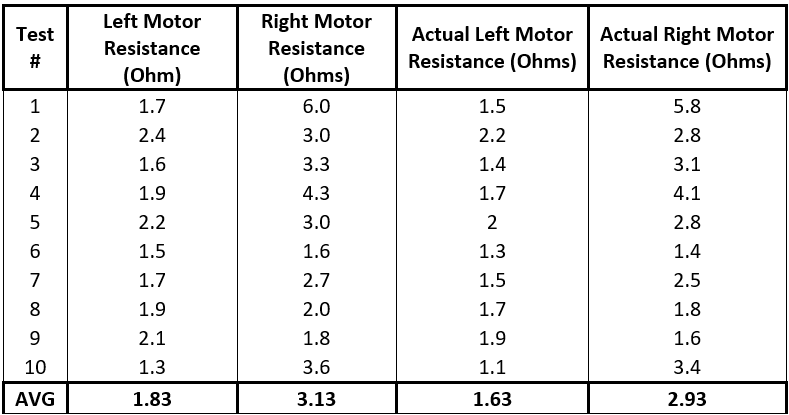 Test # Left Motor Resistance (Ohm) Right Motor Resistance (Ohms) Actual Left Motor Resistance (Ohms) Actual Right Motor Resistance (Ohms)
1 1.7 6.0 1.5 5.8
2 2.4 3.0 2.2 2.8
3 1.6 3.3 1.4 3.1
4 1.9 4.3 1.7 4.1
5 2.2 3.0 2 2.8
6 1.5 1.6 1.3 1.4
7 1.7 2.7 1.5 2.5
8 1.9 2.0 1.7 1.8
9 2.1 1.8 1.9 1.6
10 1.3 3.6 1.1 3.4
AVG 1.83 3.13 1.63 2.93